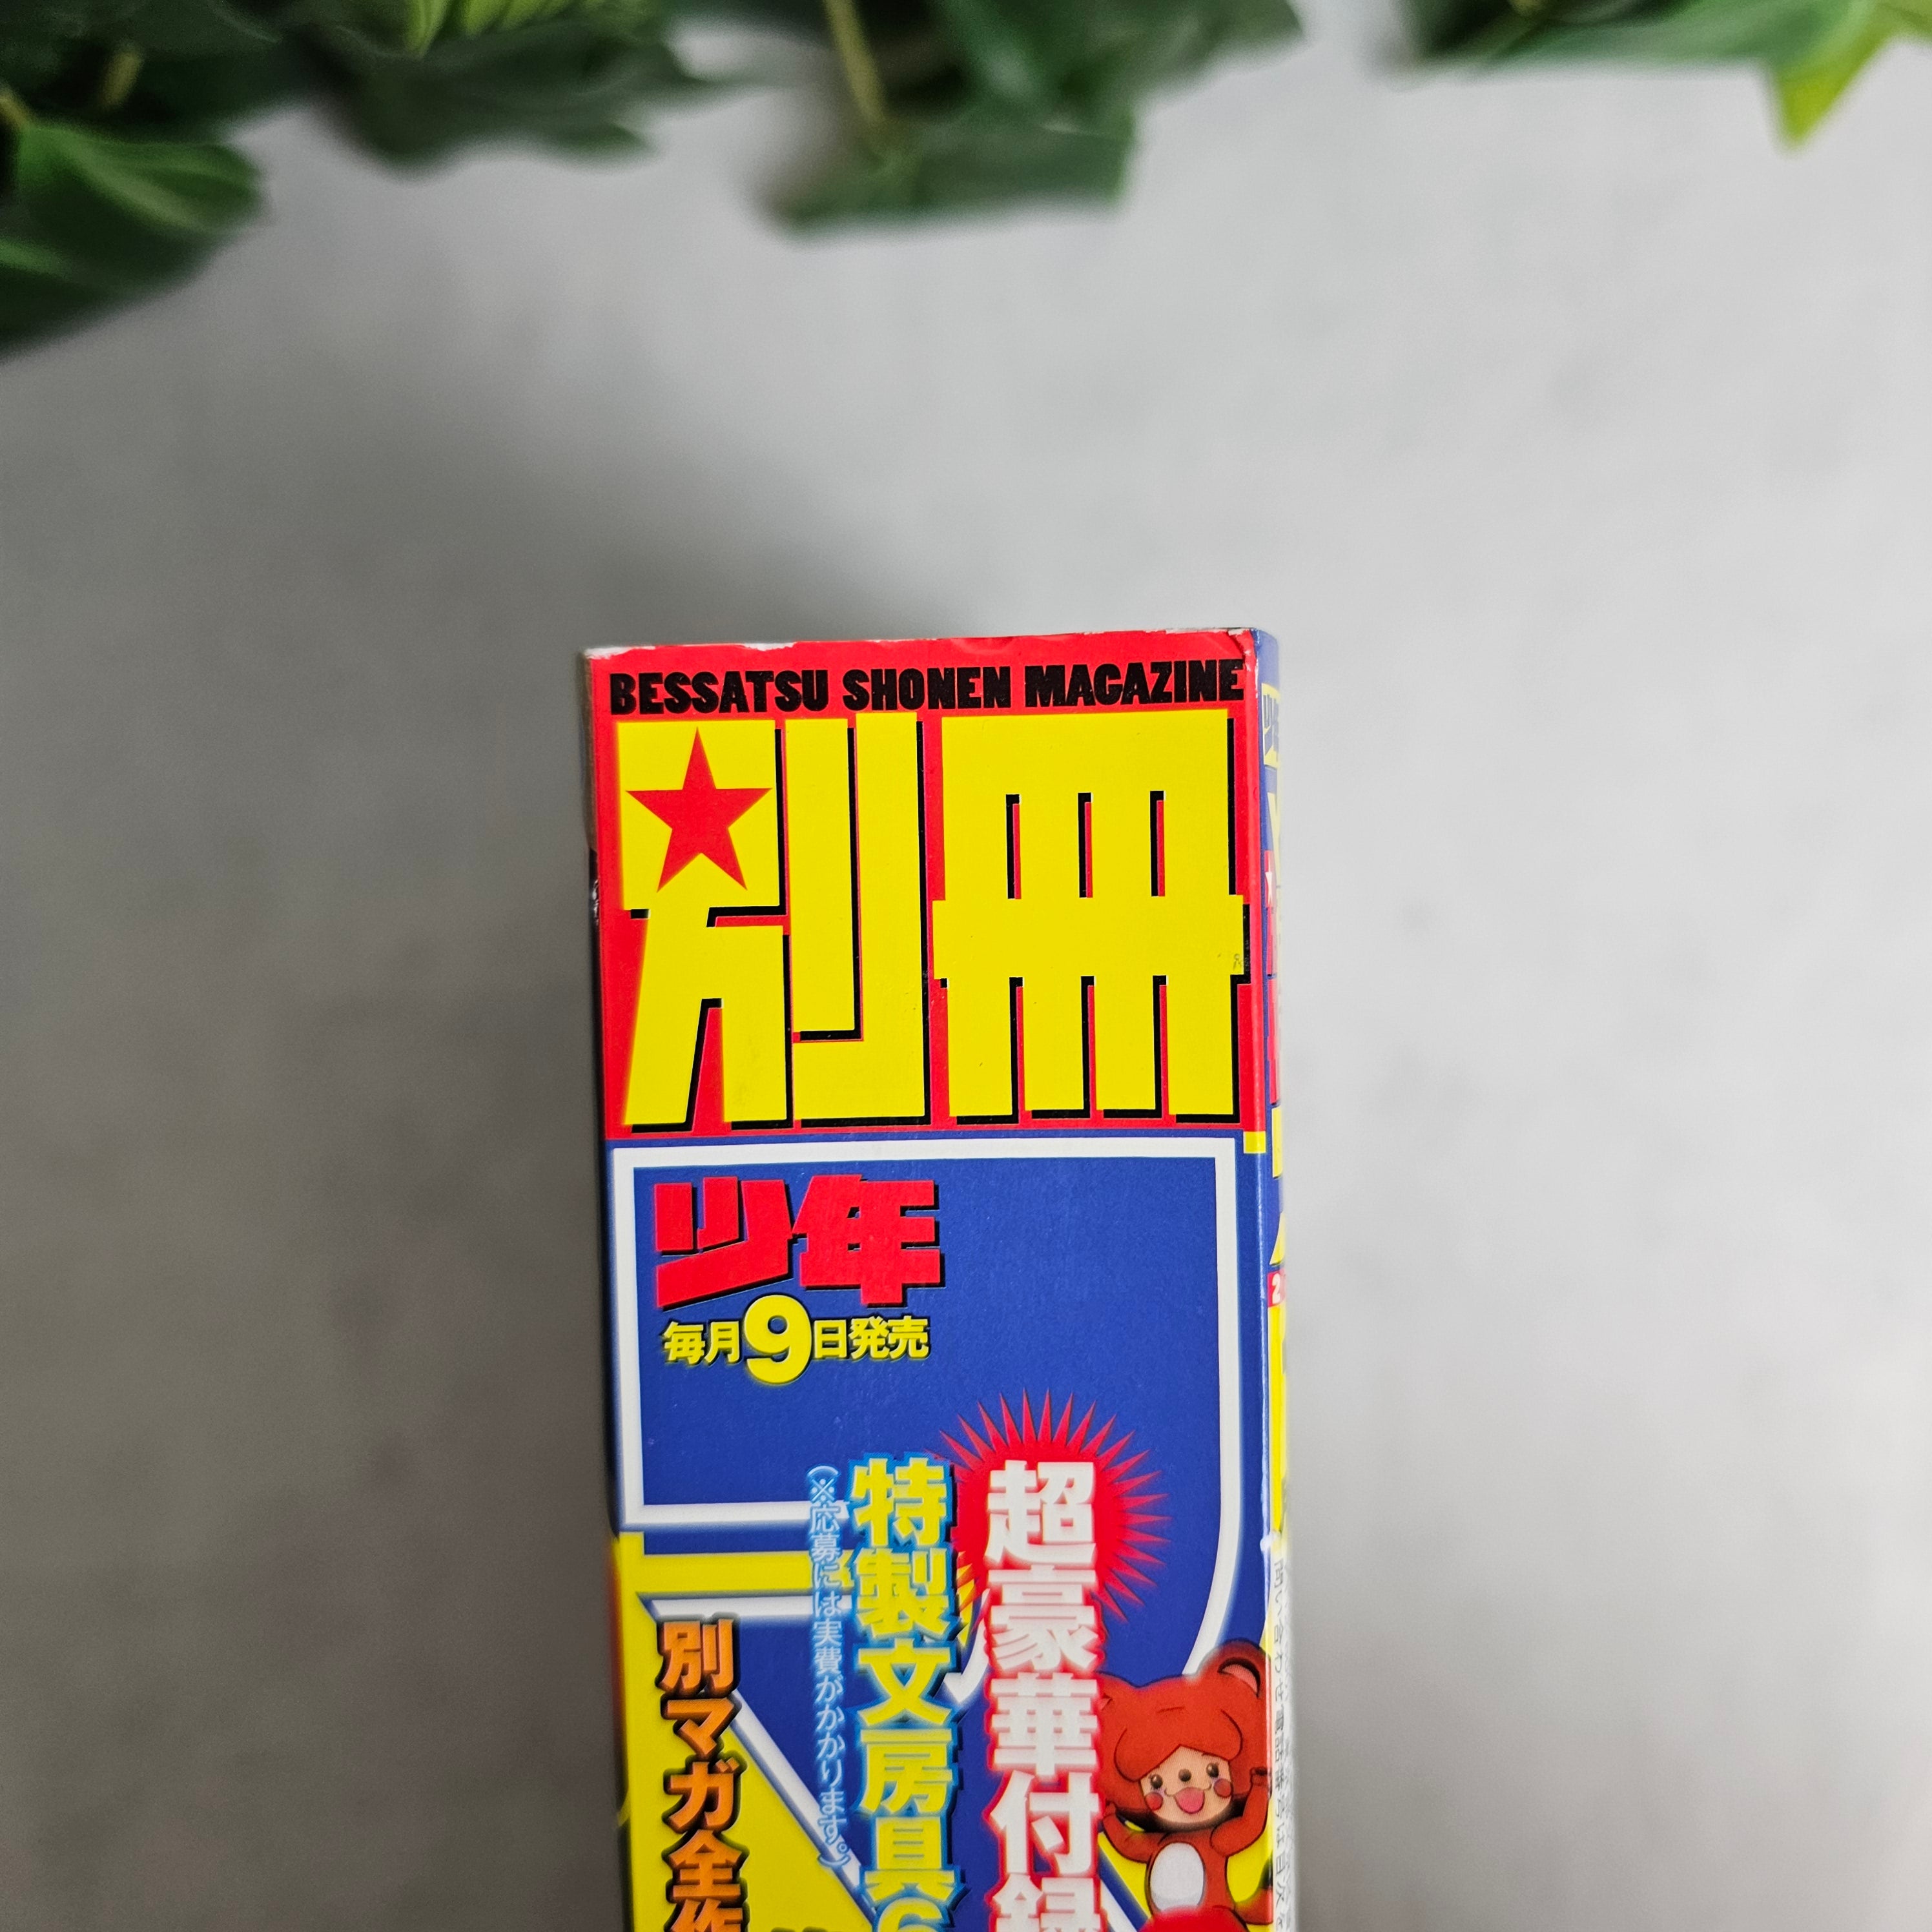 BESSATSU SHONEN MAGAZINE
別冊
少年
毎月9日発売
超豪華付録
特製文房具
(※応募には実費がかかります。)
別マガ全作